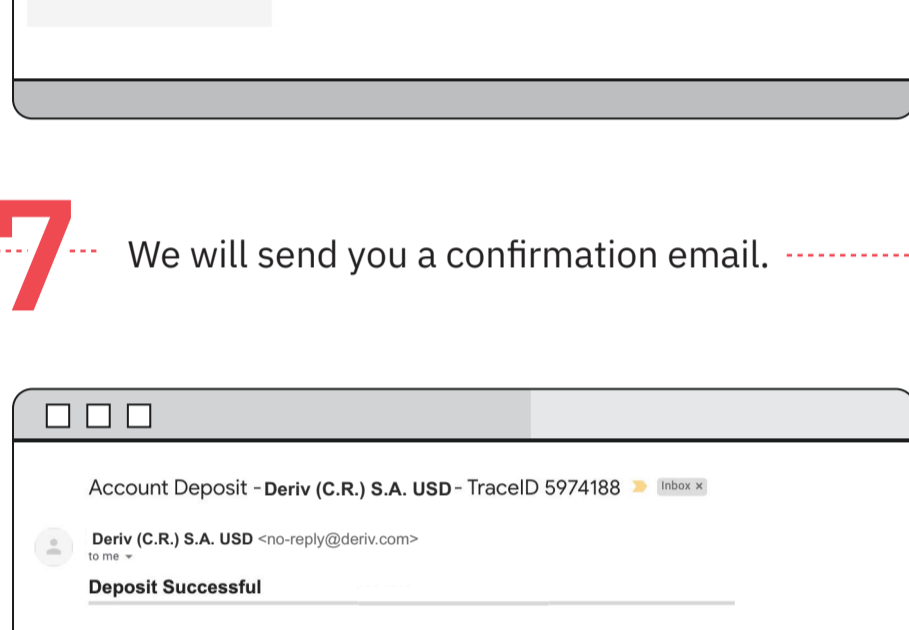 7 We will send you a confirmation email.
Account Deposit - Deriv (C.R.) S.A. USD - TraceID 5974188 Inbox ×
Deriv (C.R.) S.A. USD <no-reply@deriv.com>
to me
Deposit Successful